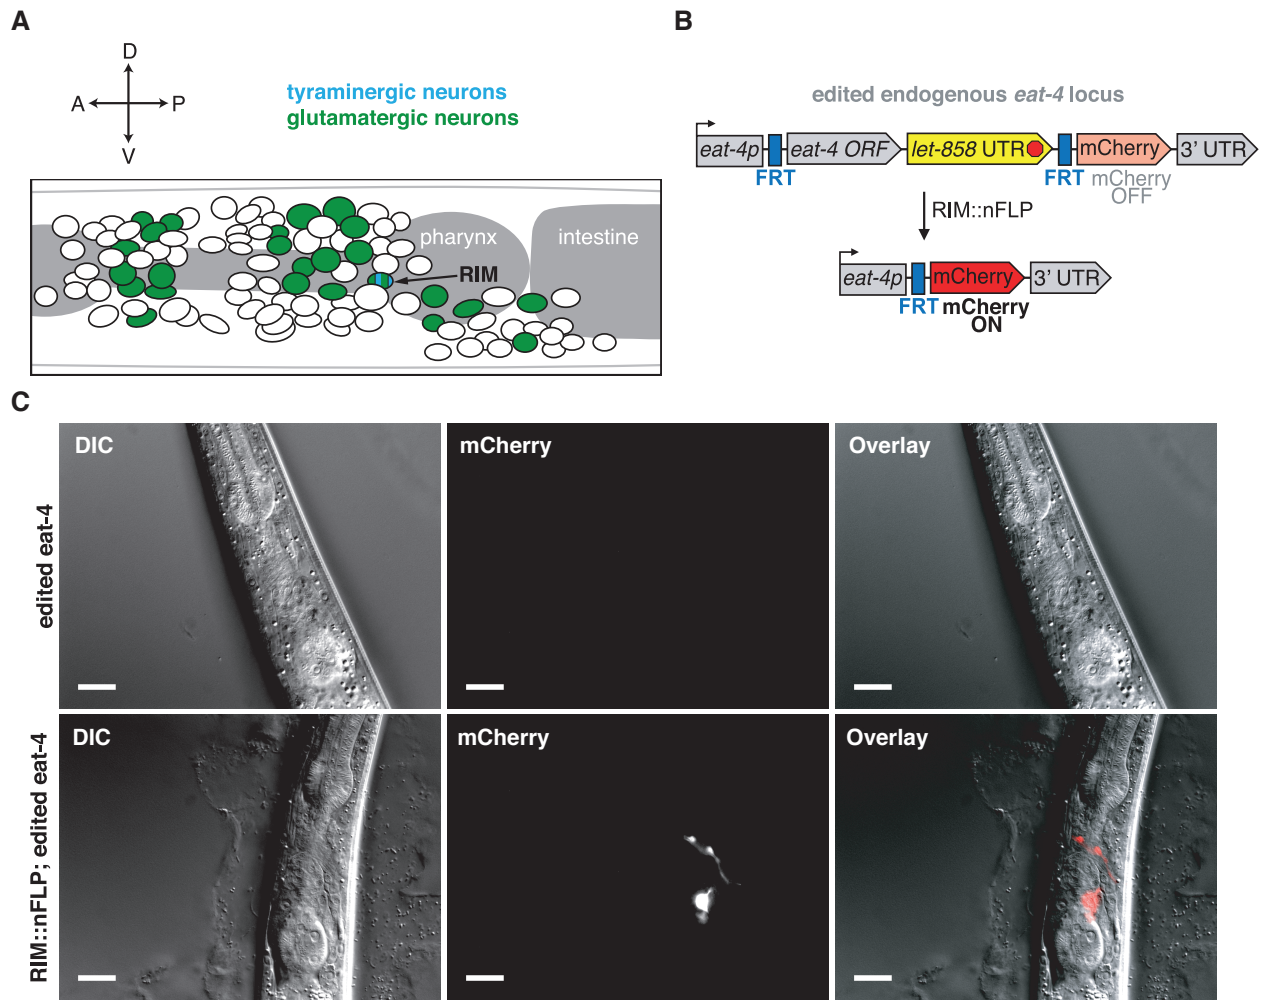 A
D
A
P
V
tyraminergic neurons
glutamatergic neurons
pharynx
intestine
RIM
B
edited endogenous eat-4 locus
eat-4p
eat-4 ORF
let-858 UTR
mCherry
3' UTR
FRT
FRT
mCherry
OFF
RIM::nFLP
eat-4p
mCherry
3' UTR
FRT
mCherry
ON
C
edited eat-4
DIC
mCherry
Overlay
RIM::nFLP; edited eat-4
DIC
mCherry
Overlay